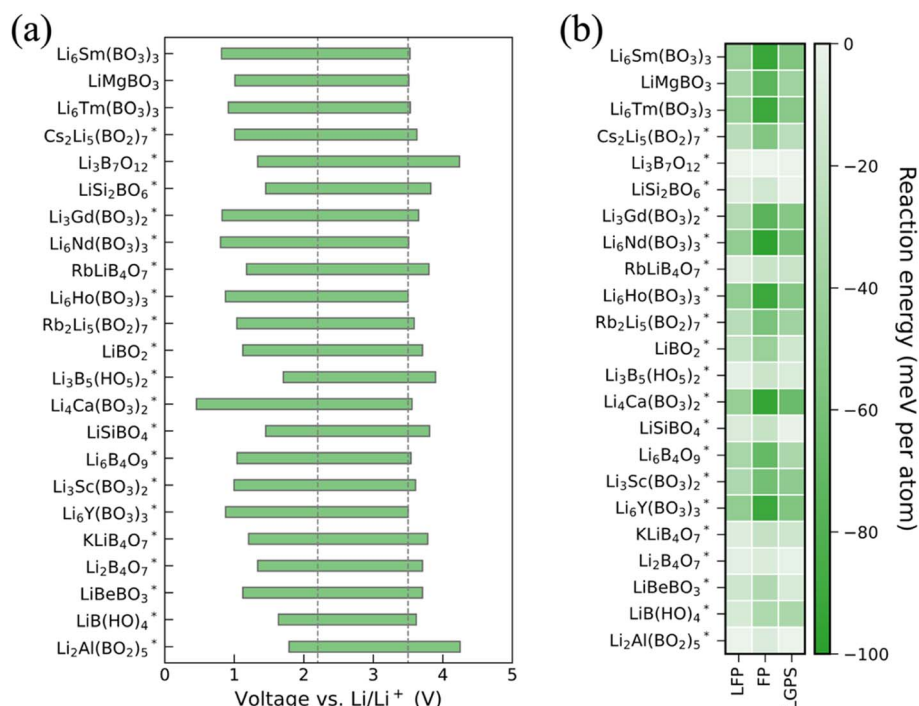 (a)
Li₆Sm(BO₃)₃
LiMgBO₃
Li₆Tm(BO₃)₃
Cs₂Li₅(BO₂)₇*
Li₃B₇O₁₂*
LiSi₂BO₆*
Li₃Gd(BO₃)₂*
Li₆Nd(BO₃)₃*
RbLiB₄O₇*
Li₆Ho(BO₃)₃*
Rb₂Li₅(BO₂)₇*
LiBO₂*
Li₃B₅(HO₅)₂*
Li₄Ca(BO₃)₂*
LiSiBO₄*
Li₆B₄O₉*
Li₃Sc(BO₃)₂*
Li₆Y(BO₃)₃*
KLiB₄O₇*
Li₂B₄O₇*
LiBeBO₃*
LiB(HO)₄*
Li₂Al(BO₂)₅*
0 1 2 3 4 5
Voltage vs. Li/Li⁺ (V)
(b)
Li₆Sm(BO₃)₃
LiMgBO₃
Li₆Tm(BO₃)₃
Cs₂Li₅(BO₂)₇*
Li₃B₇O₁₂*
LiSi₂BO₆*
Li₃Gd(BO₃)₂*
Li₆Nd(BO₃)₃*
RbLiB₄O₇*
Li₆Ho(BO₃)₃*
Rb₂Li₅(BO₂)₇*
LiBO₂*
Li₃B₅(HO₅)₂*
Li₄Ca(BO₃)₂*
LiSiBO₄*
Li₆B₄O₉*
Li₃Sc(BO₃)₂*
Li₆Y(BO₃)₃*
KLiB₄O₇*
Li₂B₄O₇*
LiBeBO₃*
LiB(HO)₄*
Li₂Al(BO₂)₅*
LFP
FP
GPS
0
−20
−40
−60
−80
−100
Reaction energy (meV per atom)